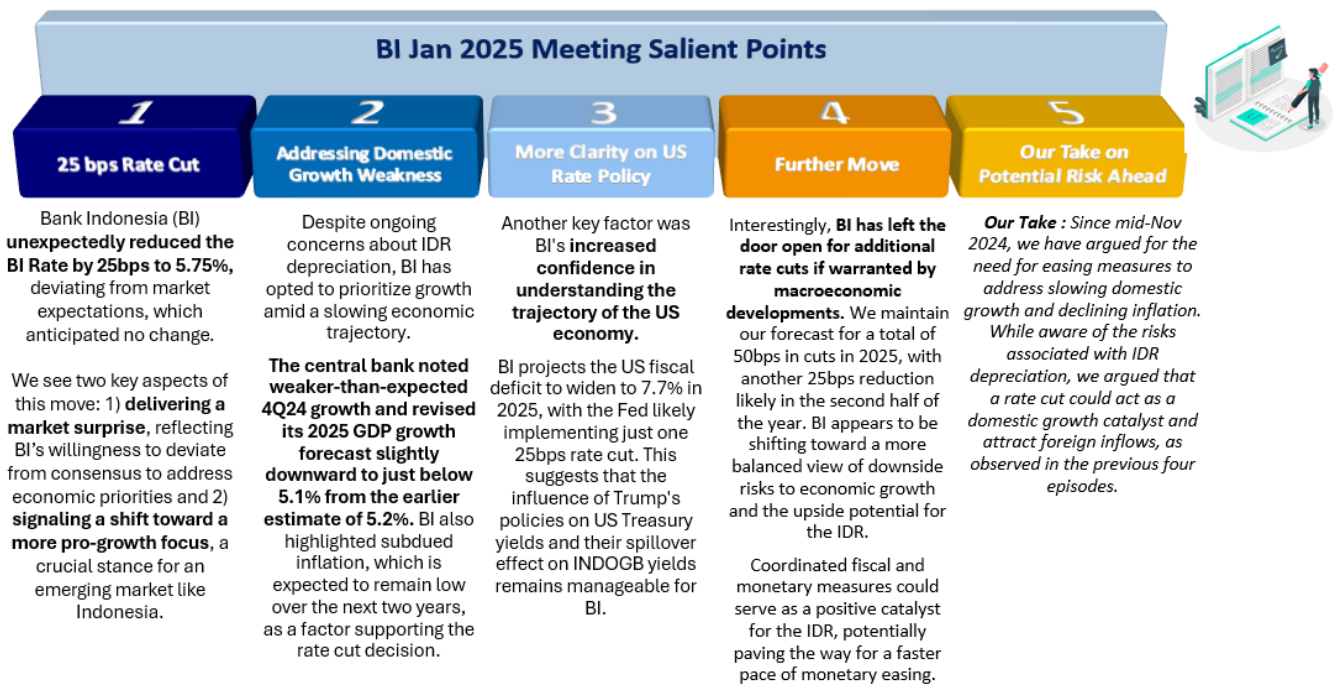 BI Jan 2025 Meeting Salient Points
1
25 bps Rate Cut
Bank Indonesia (BI)
unexpectedly reduced the
BI Rate by 25bps to 5.75%,
deviating from market
expectations, which
anticipated no change.
We see two key aspects of
this move: 1) delivering a
market surprise, reflecting
BI’s willingness to deviate
from consensus to address
economic priorities and 2)
signaling a shift toward a
more pro-growth focus, a
crucial stance for an
emerging market like
Indonesia.
2
Addressing Domestic
Growth Weakness
Despite ongoing
concerns about IDR
depreciation, BI has
opted to prioritize growth
amid a slowing economic
trajectory.
The central bank noted
weaker-than-expected
4Q24 growth and revised
its 2025 GDP growth
forecast slightly
downward to just below
5.1% from the earlier
estimate of 5.2%. BI also
highlighted subdued
inflation, which is
expected to remain low
over the next two years,
as a factor supporting the
rate cut decision.
3
More Clarity on US
Rate Policy
Another key factor was
BI's increased
confidence in
understanding the
trajectory of the US
economy.
BI projects the US fiscal
deficit to widen to 7.7% in
2025, with the Fed likely
implementing just one
25bps rate cut. This
suggests that the
influence of Trump's
policies on US Treasury
yields and their spillover
effect on INDOGB yields
remains manageable for
BI.
4
Further Move
Interestingly, BI has left the
door open for additional
rate cuts if warranted by
macroeconomic
developments. We maintain
our forecast for a total of
50bps in cuts in 2025, with
another 25bps reduction
likely in the second half of
the year. BI appears to be
shifting toward a more
balanced view of downside
risks to economic growth
and the upside potential for
the IDR.
Coordinated fiscal and
monetary measures could
serve as a positive catalyst
for the IDR, potentially
paving the way for a faster
pace of monetary easing.
5
Our Take on
Potential Risk Ahead
Our Take : Since mid-Nov
2024, we have argued for the
need for easing measures to
address slowing domestic
growth and declining inflation.
While aware of the risks
associated with IDR
depreciation, we argued that
a rate cut could act as a
domestic growth catalyst and
attract foreign inflows, as
observed in the previous four
episodes.